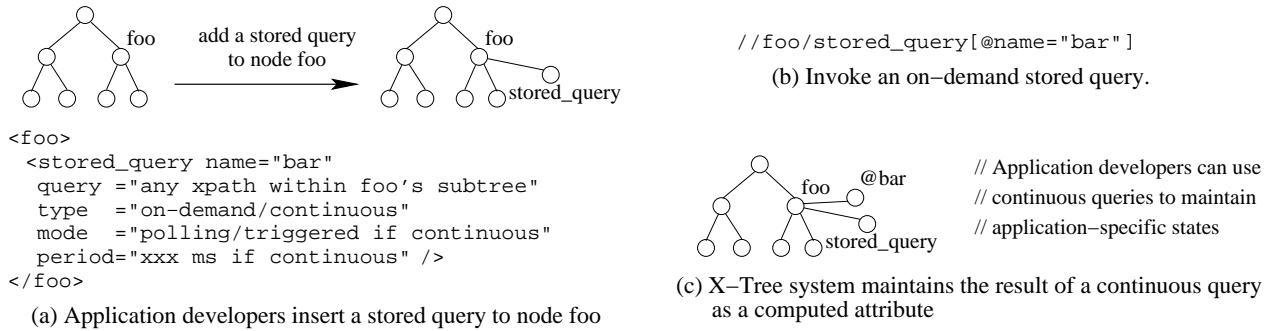 foo
add a stored query
to node foo
foo
stored_query
<foo>
<stored_query name="bar"
query ="any xpath within foo's subtree"
type ="on-demand/continuous"
mode ="polling/triggered if continuous"
period="xxx ms if continuous" />
</foo>
(a) Application developers insert a stored query to node foo
//foo/stored_query[@name="bar"]
(b) Invoke an on−demand stored query.
foo
@bar
stored_query
// Application developers can use
// continuous queries to maintain
// application−specific states
(c) X−Tree system maintains the result of a continuous query
as a computed attribute